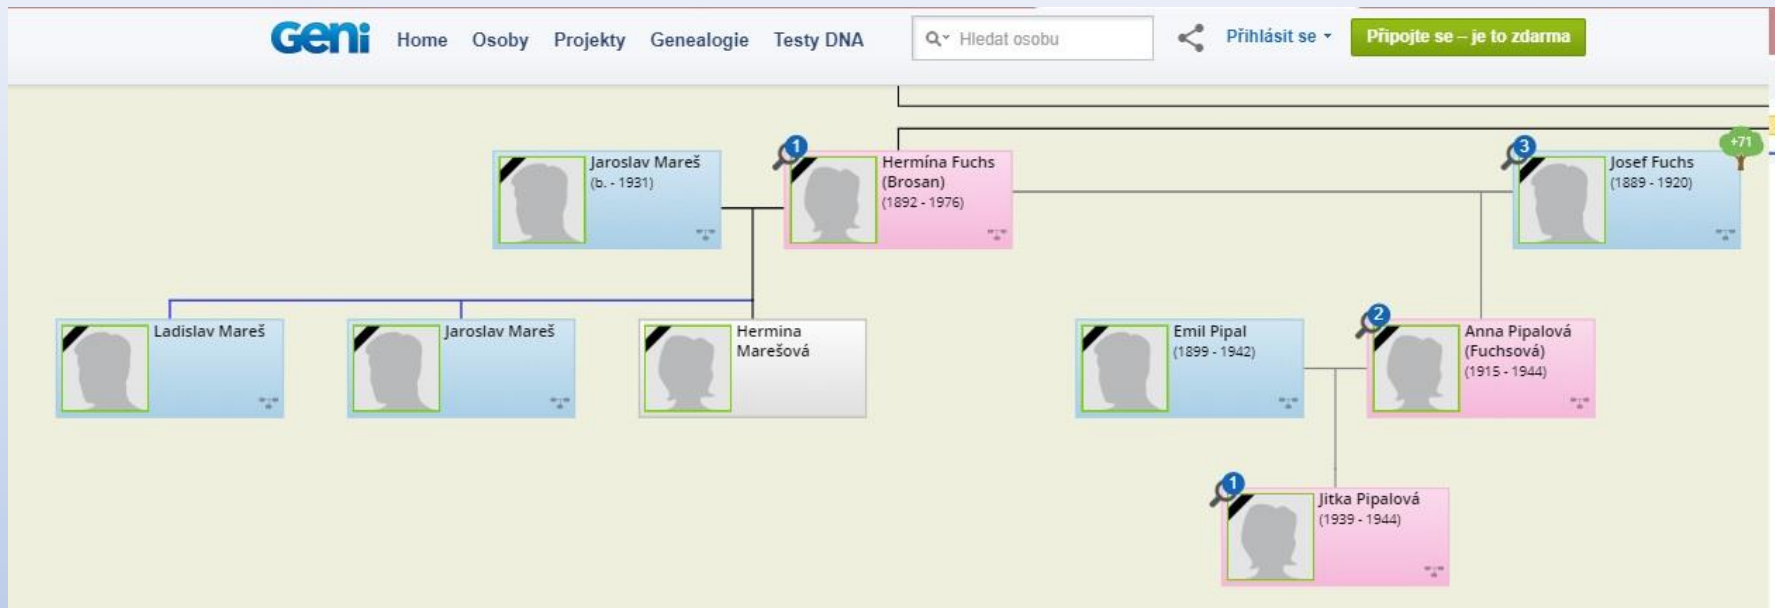 Geni Home Osoby Projekty Genealogie Testy DNA Hledat osobu Přihlásit se Připojte se – je to zdarma
Jaroslav Mareš
(b. - 1931)
1
Hermína Fuchs
(Brosan)
(1892 - 1976)
3
Josef Fuchs
(1889 - 1920)
+71
Ladislav Mareš
Jaroslav Mareš
Hermina
Marešová
Emil Pipal
(1899 - 1942)
2
Anna Pipalová
(Fuchsová)
(1915 - 1944)
1
Jitka Pipalová
(1939 - 1944)